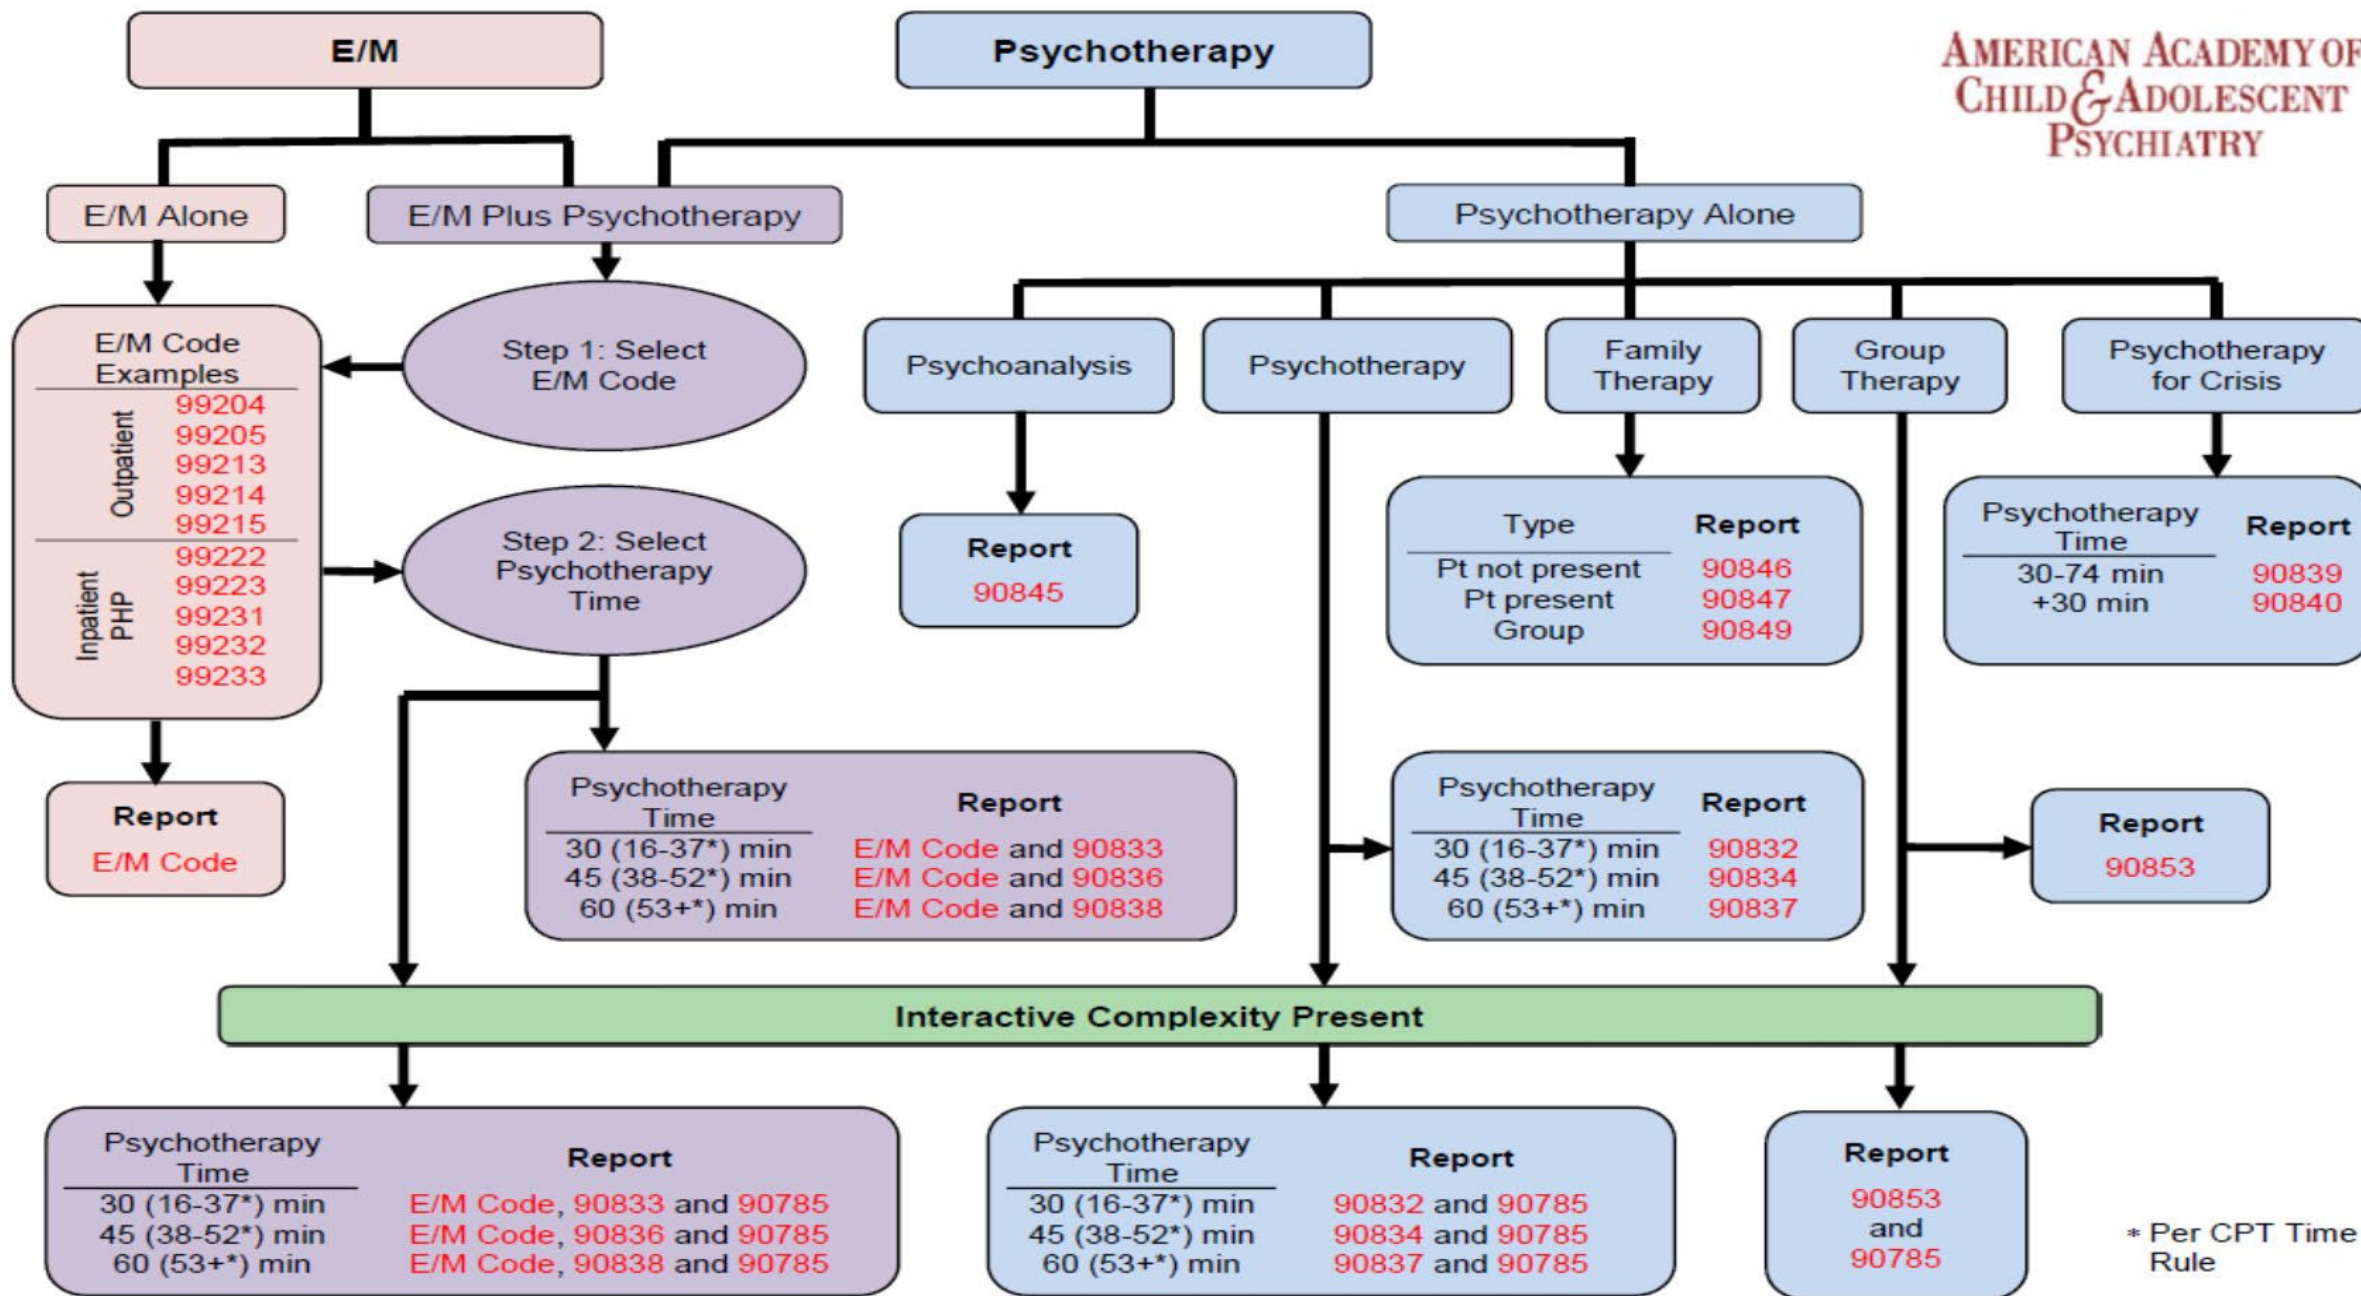 E/M
Psychotherapy
AMERICAN ACADEMY OF
CHILD & ADOLESCENT
PSYCHIATRY
E/M Alone
E/M Plus Psychotherapy
Psychotherapy Alone
E/M Code
Examples
Outpatient
99204
99205
99213
99214
99215
Inpatient
PHP
99222
99223
99231
99232
99233
Step 1: Select
E/M Code
Step 2: Select
Psychotherapy
Time
Psychoanalysis
Psychotherapy
Family
Therapy
Group
Therapy
Psychotherapy
for Crisis
Report
90845
Type Report
Pt not present 90846
Pt present 90847
Group 90849
Psychotherapy
Time Report
30-74 min 90839
+30 min 90840
Report
E/M Code
Psychotherapy
Time Report
30 (16-37*) min E/M Code and 90833
45 (38-52*) min E/M Code and 90836
60 (53+*) min E/M Code and 90838
Psychotherapy
Time Report
30 (16-37*) min 90832
45 (38-52*) min 90834
60 (53+*) min 90837
Report
90853
Interactive Complexity Present
Psychotherapy
Time Report
30 (16-37*) min E/M Code, 90833 and 90785
45 (38-52*) min E/M Code, 90836 and 90785
60 (53+*) min E/M Code, 90838 and 90785
Psychotherapy
Time Report
30 (16-37*) min 90832 and 90785
45 (38-52*) min 90834 and 90785
60 (53+*) min 90837 and 90785
Report
90853
and
90785
* Per CPT Time
Rule